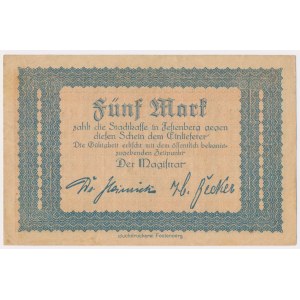 Fünf Mark
zahlt die Stadtkasse in Festenberg gegen
diesen Schein dem Einlieferer
Die Gültigkeit erlischt mit dem öffentlich bekannt-
zumachenden Zeitpunkt
Der Magistrat